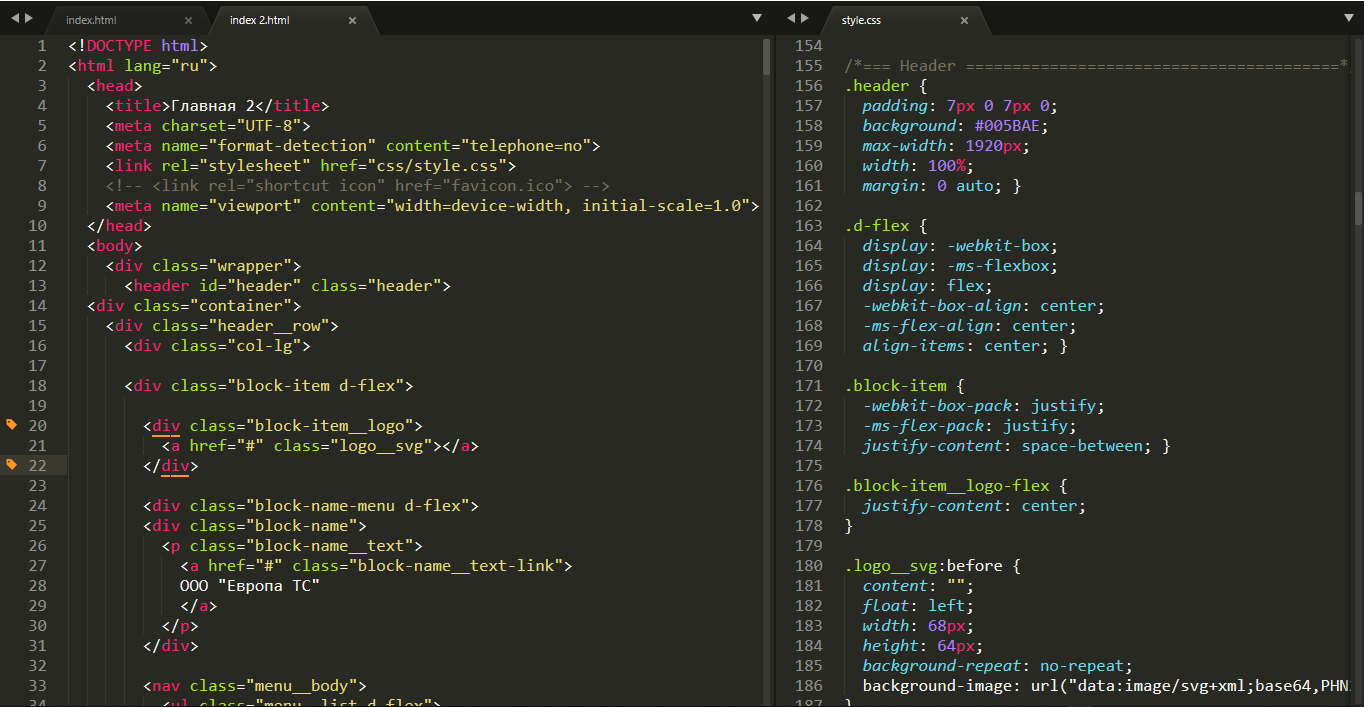 index.html
index 2.html
1 <!DOCTYPE html>
2 <html lang="ru">
3 <head>
4 <title>Главная 2</title>
5 <meta charset="UTF-8">
6 <meta name="format-detection" content="telephone=no">
7 <link rel="stylesheet" href="css/style.css">
8 <!-- <link rel="shortcut icon" href="favicon.ico"> -->
9 <meta name="viewport" content="width=device-width, initial-scale=1.0">
10 </head>
11 <body>
12 <div class="wrapper">
13 <header id="header" class="header">
14 <div class="container">
15 <div class="header__row">
16 <div class="col-lg">
17
18 <div class="block-item d-flex">
19
20 <div class="block-item__logo">
21 <a href="#" class="logo__svg"></a>
22 </div>
23
24 <div class="block-name-menu d-flex">
25 <div class="block-name">
26 <p class="block-name__text">
27 <a href="#" class="block-name__text-link">
28 ООО "Европа ТС"
29 </a>
30 </p>
31 </div>
32
33 <nav class="menu__body">
34 <ul class="menu__list d-flex">
style.css
154
155 /*=== Header ========================================*
156 .header {
157 padding: 7px 0 7px 0;
158 background: #005BAE;
159 max-width: 1920px;
160 width: 100%;
161 margin: 0 auto; }
162
163 .d-flex {
164 display: -webkit-box;
165 display: -ms-flexbox;
166 display: flex;
167 -webkit-box-align: center;
168 -ms-flex-align: center;
169 align-items: center; }
170
171 .block-item {
172 -webkit-box-pack: justify;
173 -ms-flex-pack: justify;
174 justify-content: space-between; }
175
176 .block-item__logo-flex {
177 justify-content: center;
178 }
179
180 .logo__svg:before {
181 content: "";
182 float: left;
183 width: 68px;
184 height: 64px;
185 background-repeat: no-repeat;
186 background-image: url("data:image/svg+xml;base64,PHN
187 }